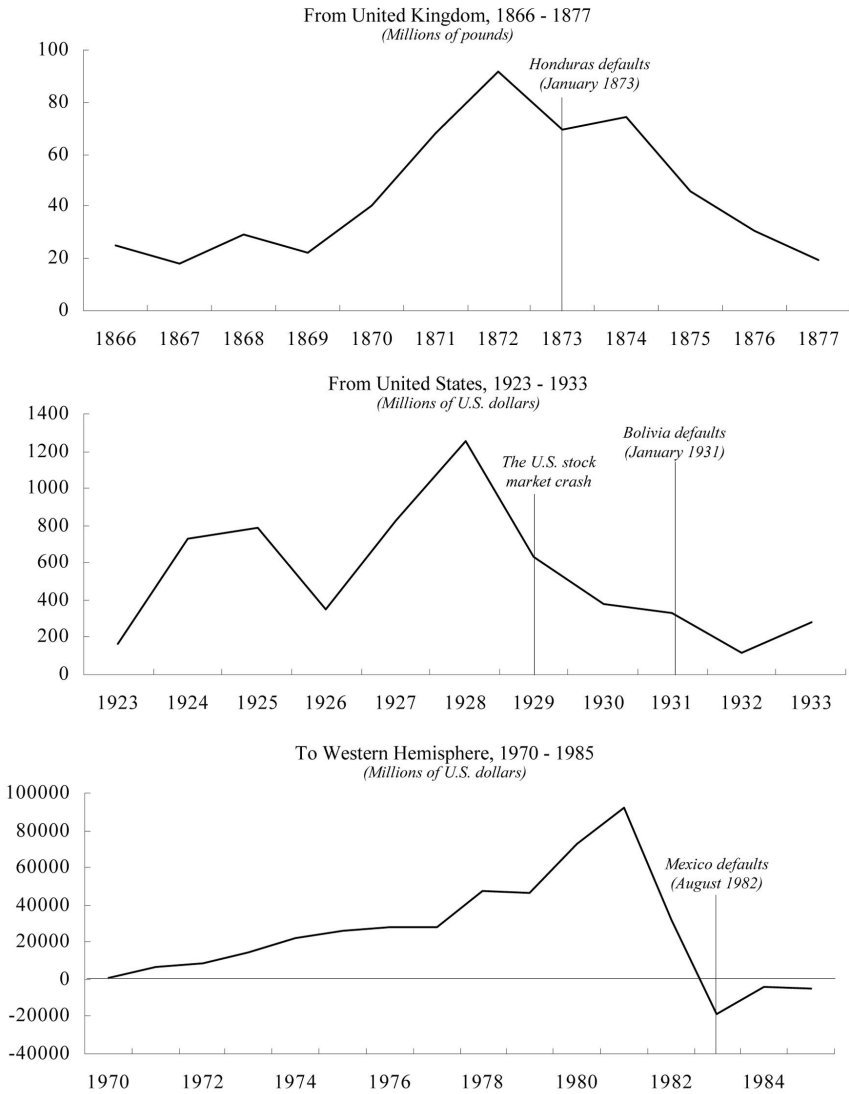 From United Kingdom, 1866 - 1877
(Millions of pounds)
100
Honduras defaults
(January 1873)
80
60
40
20
0
1866 1867 1868 1869 1870 1871 1872 1873 1874 1875 1876 1877
From United States, 1923 - 1933
(Millions of U.S. dollars)
1400
Bolivia defaults
(January 1931)
1200
The U.S. stock
market crash
1000
800
600
400
200
0
1923 1924 1925 1926 1927 1928 1929 1930 1931 1932 1933
To Western Hemisphere, 1970 - 1985
(Millions of U.S. dollars)
100000
80000
Mexico defaults
(August 1982)
60000
40000
20000
0
-20000
-40000
1970 1972 1974 1976 1978 1980 1982 1984